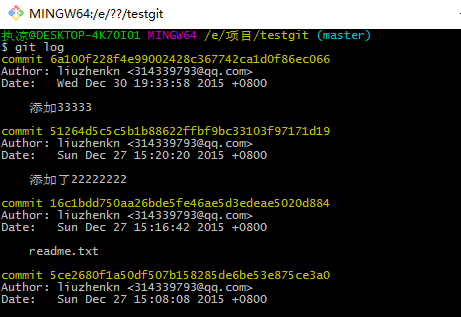 MINGW64:/e/??/testgit
执凉@DESKTOP-4K70I01 MINGW64 /e/项目/testgit (master)
$ git log
commit 6a100f228f4e99002428c367742ca1d0f86ec066
Author: liuzhenkn <314339793@qq.com>
Date:   Wed Dec 30 19:33:58 2015 +0800
添加33333
commit 51264d5c5c5b1b88622ffbf9bc33103f97171d19
Author: liuzhenkn <314339793@qq.com>
Date:   Sun Dec 27 15:20:20 2015 +0800
添加了22222222
commit 16c1bdd750aa26bde5fe46ae5d3edeae5020d884
Author: liuzhenkn <314339793@qq.com>
Date:   Sun Dec 27 15:16:42 2015 +0800
readme.txt
commit 5ce2680f1a50df507b158285de6be53e875ce3a0
Author: liuzhenkn <314339793@qq.com>
Date:   Sun Dec 27 15:08:08 2015 +0800